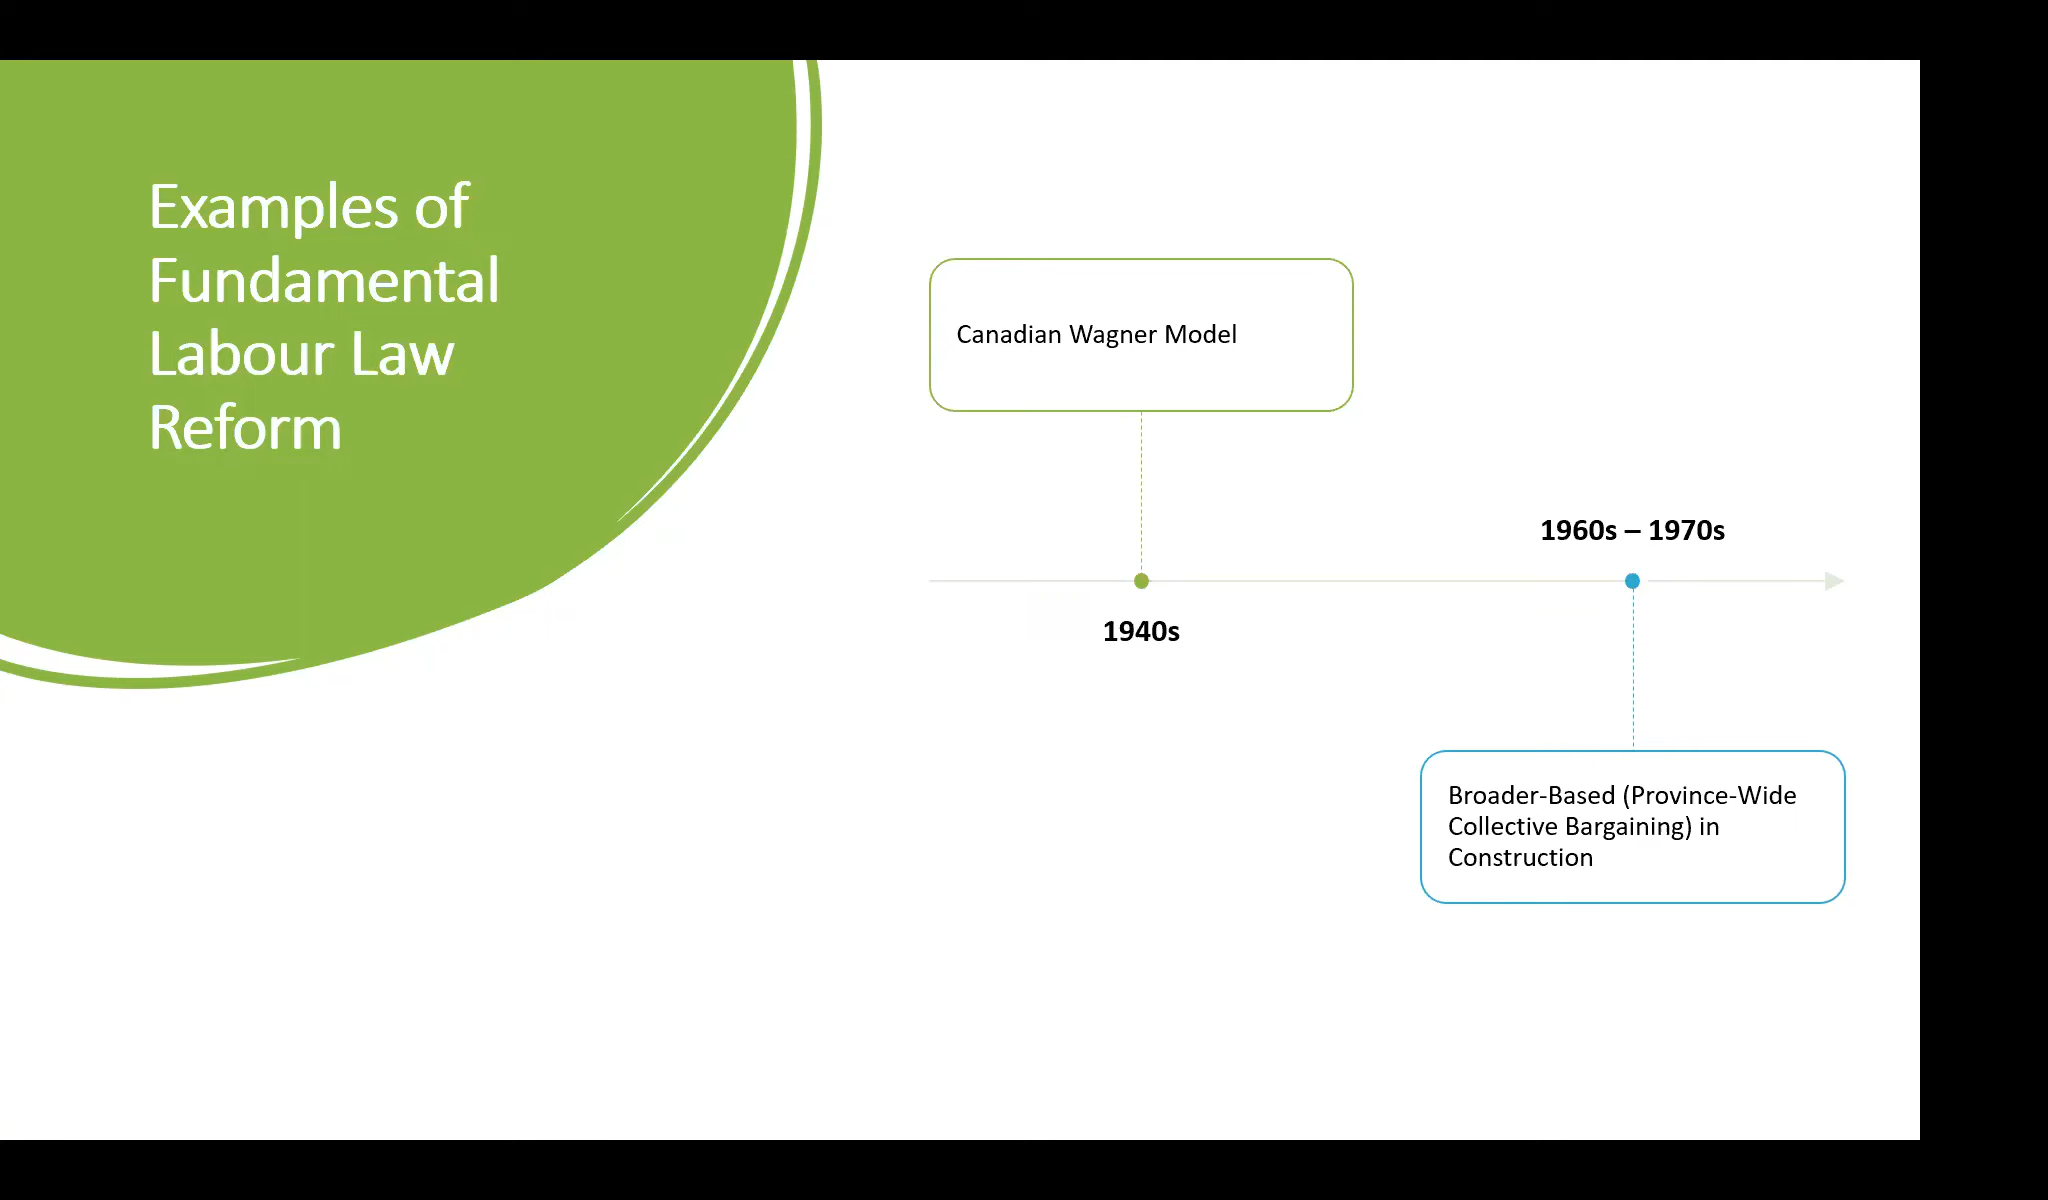 Examples of
Fundamental
Labour Law
Reform
Canadian Wagner Model
1960s – 1970s
1940s
Broader-Based (Province-Wide
Collective Bargaining) in
Construction